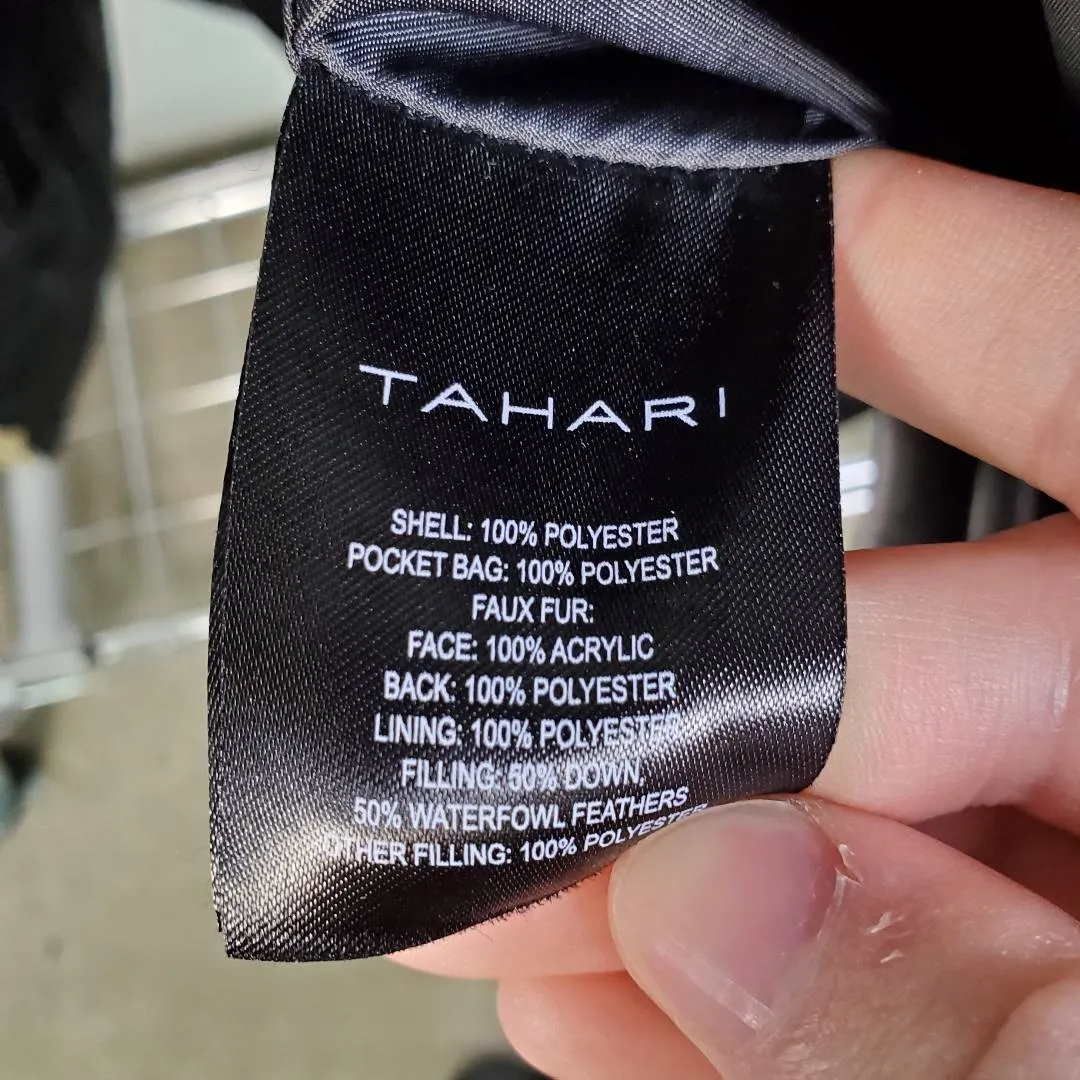 TAHARI
SHELL: 100% POLYESTER
POCKET BAG: 100% POLYESTER
FAUX FUR:
FACE: 100% ACRYLIC
BACK: 100% POLYESTER
LINING: 100% POLYESTER
FILLING: 50% DOWN,
50% WATERFOWL FEATHERS
OTHER FILLING: 100% POLYESTER